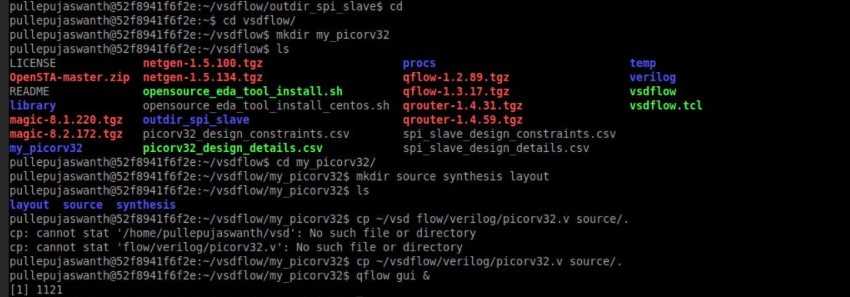 pullepujaswanth@52f8941f6f2e:~/vsdflow/outdir_spi_slave$ cd
pullepujaswanth@52f8941f6f2e:~$ cd vsdflow/
pullepujaswanth@52f8941f6f2e:~/vsdflow$ mkdir my_picorv32
pullepujaswanth@52f8941f6f2e:~/vsdflow$ ls
LICENSE netgen-1.5.100.tgz procs temp
OpenSTA-master.zip netgen-1.5.134.tgz qflow-1.2.89.tgz verilog
README opensource_eda_tool_install.sh qflow-1.3.17.tgz vsdflow
library opensource_eda_tool_install_centos.sh qrouter-1.4.31.tgz vsdflow.tcl
magic-8.1.220.tgz outdir_spi_slave qrouter-1.4.59.tgz
magic-8.2.172.tgz picorv32_design_constraints.csv spi_slave_design_constraints.csv
my_picorv32 picorv32_design_details.csv spi_slave_design_details.csv
pullepujaswanth@52f8941f6f2e:~/vsdflow$ cd my_picorv32/
pullepujaswanth@52f8941f6f2e:~/vsdflow/my_picorv32$ mkdir source synthesis layout
pullepujaswanth@52f8941f6f2e:~/vsdflow/my_picorv32$ ls
layout source synthesis
pullepujaswanth@52f8941f6f2e:~/vsdflow/my_picorv32$ cp ~/vsd flow/verilog/picorv32.v source/.
cp: cannot stat '/home/pullepujaswanth/vsd': No such file or directory
cp: cannot stat 'flow/verilog/picorv32.v': No such file or directory
pullepujaswanth@52f8941f6f2e:~/vsdflow/my_picorv32$ cp ~/vsdflow/verilog/picorv32.v source/.
pullepujaswanth@52f8941f6f2e:~/vsdflow/my_picorv32$ qflow gui &
[1] 1121